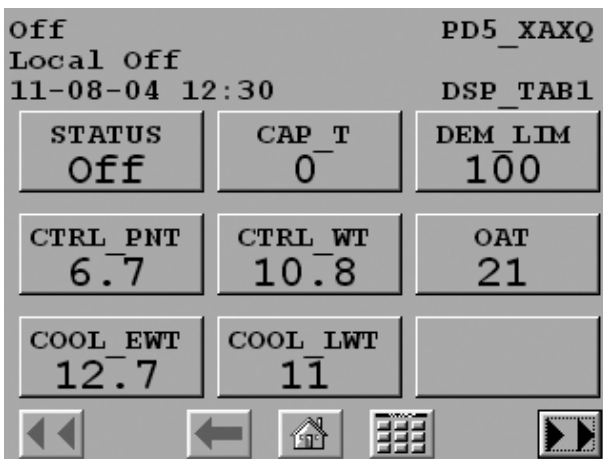 Off PD5_XAXQ
Local Off
11-08-04 12:30 DSP_TAB1
STATUS CAP_T DEM_LIM
Off 0 100
CTRL_PNT CTRL_WT OAT
6.7 10.8 21
COOL_EWT COOL_LWT
12.7 11